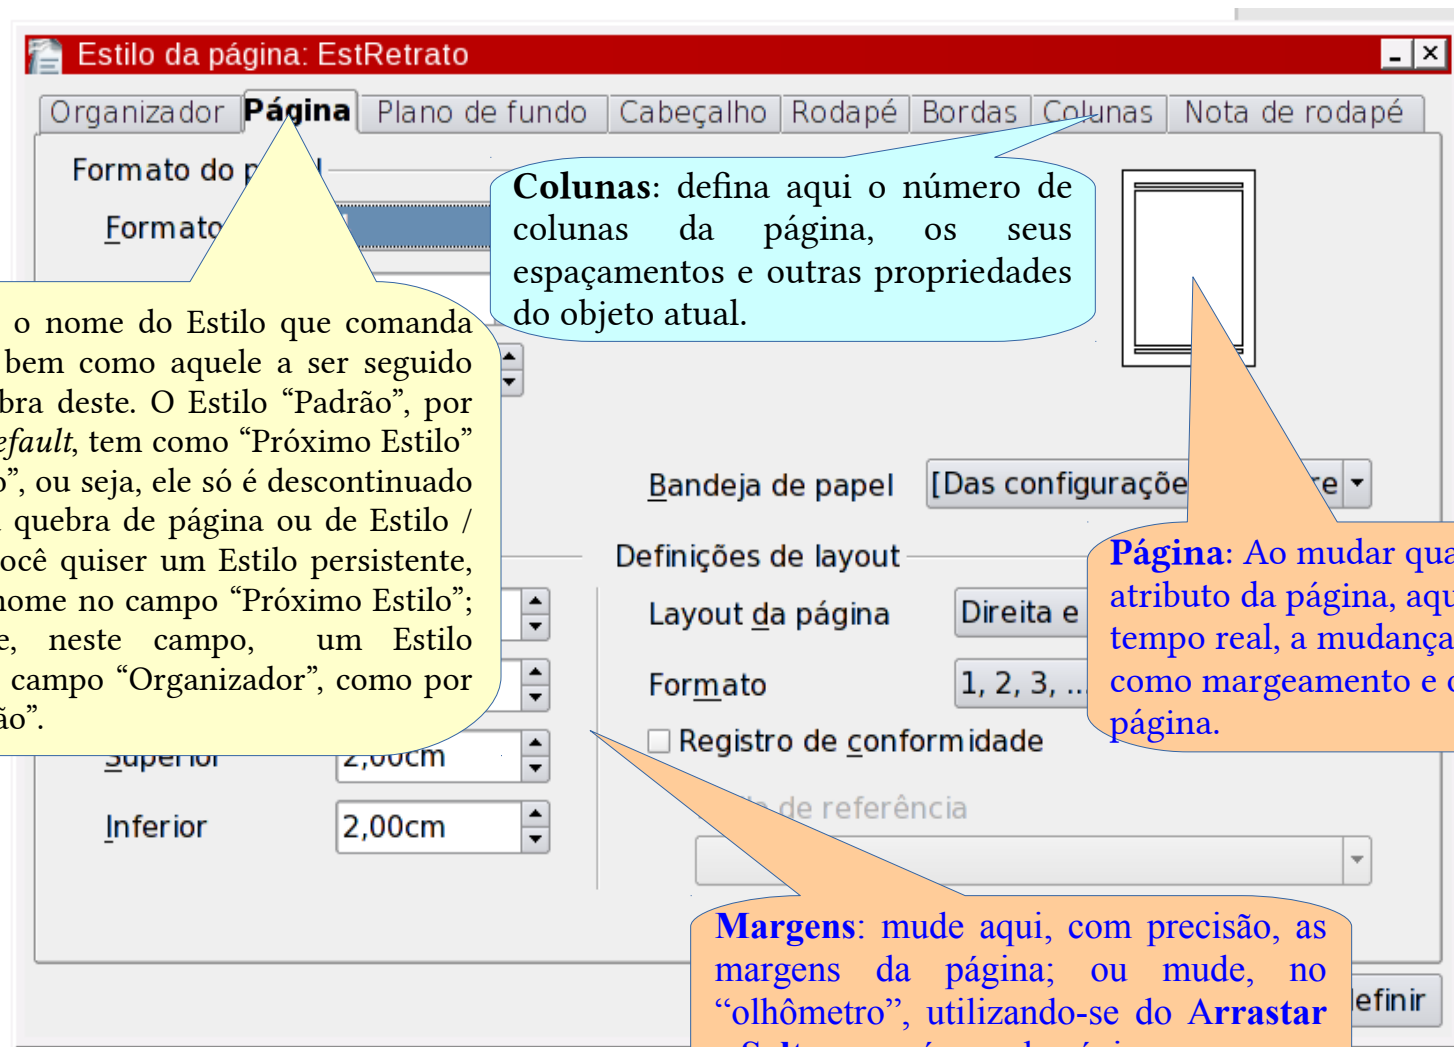 Estilo da página: EstRetrato
Organizador Página Plano de fundo Cabeçalho Rodapé Bordas Colunas Nota de rodapé
Formato do
Formato
Colunas: defina aqui o número de
colunas da página, os seus
espaçamentos e outras propriedades
do objeto atual.
o nome do Estilo que comanda
bem como aquele a ser seguido
bra deste. O Estilo “Padrão”, por
efault, tem como “Próximo Estilo”
o”, ou seja, ele só é descontinuado
quebra de página ou de Estilo /
ocê quiser um Estilo persistente,
nome no campo “Próximo Estilo”;
e, neste campo, um Estilo
campo “Organizador”, como por
ão”.
Bandeja de papel [Das configuraçõe re
Definições de layout
Layout da página Direita e
Formato 1, 2, 3, ...
Registro de conformidade
de referência
Página: Ao mudar qua
atributo da página, aqu
tempo real, a mudança
como margeamento e o
página.
Superior 2,00cm
Inferior 2,00cm
Margens: mude aqui, com precisão, as
margens da página; ou mude, no
“olhômetro”, utilizando-se do Arrastar
efinir